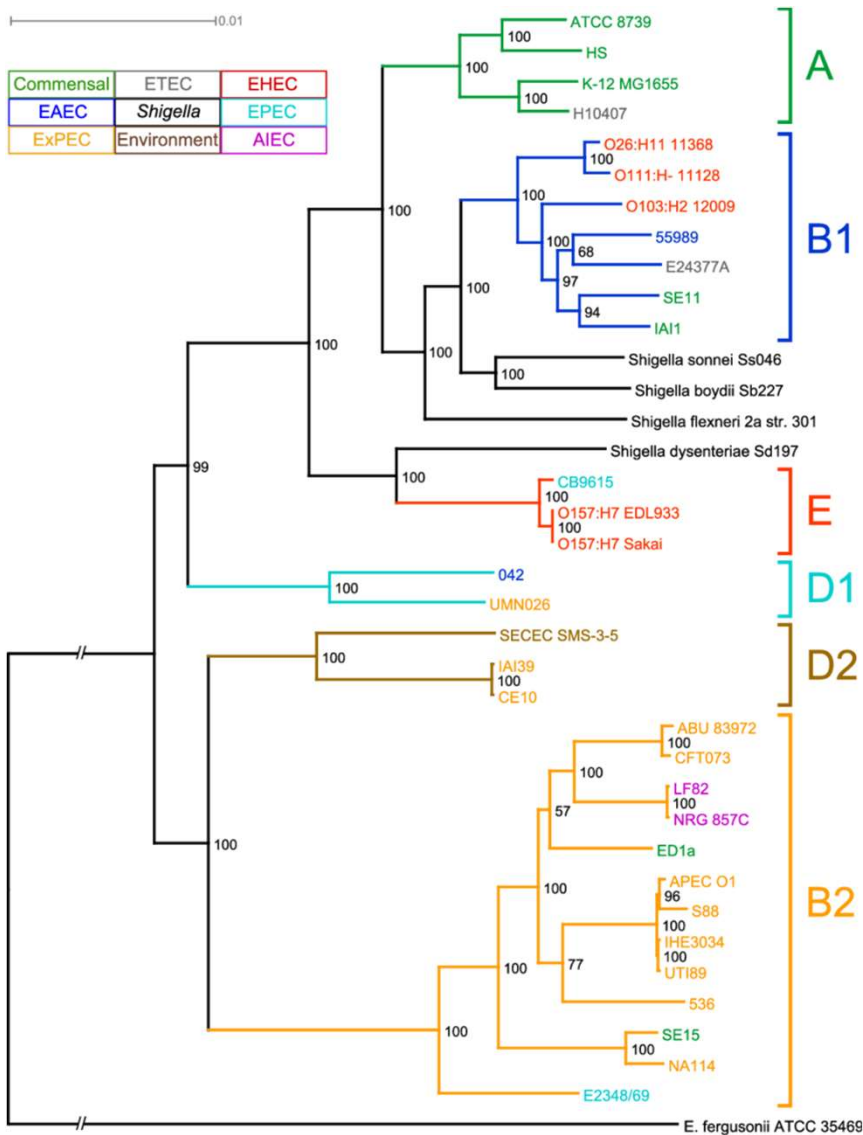 0.01
Commensal ETEC EHEC
EAEC Shigella EPEC
ExPEC Environment AIEC
ATCC 8739
100
HS
100
K-12 MG1655
100
H10407
A
O26:H11 11368
100
O111:H- 11128
100
O103:H2 12009
100
100
55989
68
E24377A
97
SE11
94
IAI1
B1
100
100
Shigella sonnei Ss046
100
Shigella boydii Sb227
Shigella flexneri 2a str. 301
100
Shigella dysenteriae Sd197
100
CB9615
100
O157:H7 EDL933
100
O157:H7 Sakai
E
99
042
100
UMN026
D1
SECEC SMS-3-5
100
IAI39
100
CE10
D2
ABU 83972
100
CFT073
100
LF82
100
NRG 857C
57
ED1a
100
100
APEC O1
96
S88
100
IHE3034
100
UTI89
77
536
100
SE15
100
NA114
100
E2348/69
B2
E. fergusonii ATCC 35469